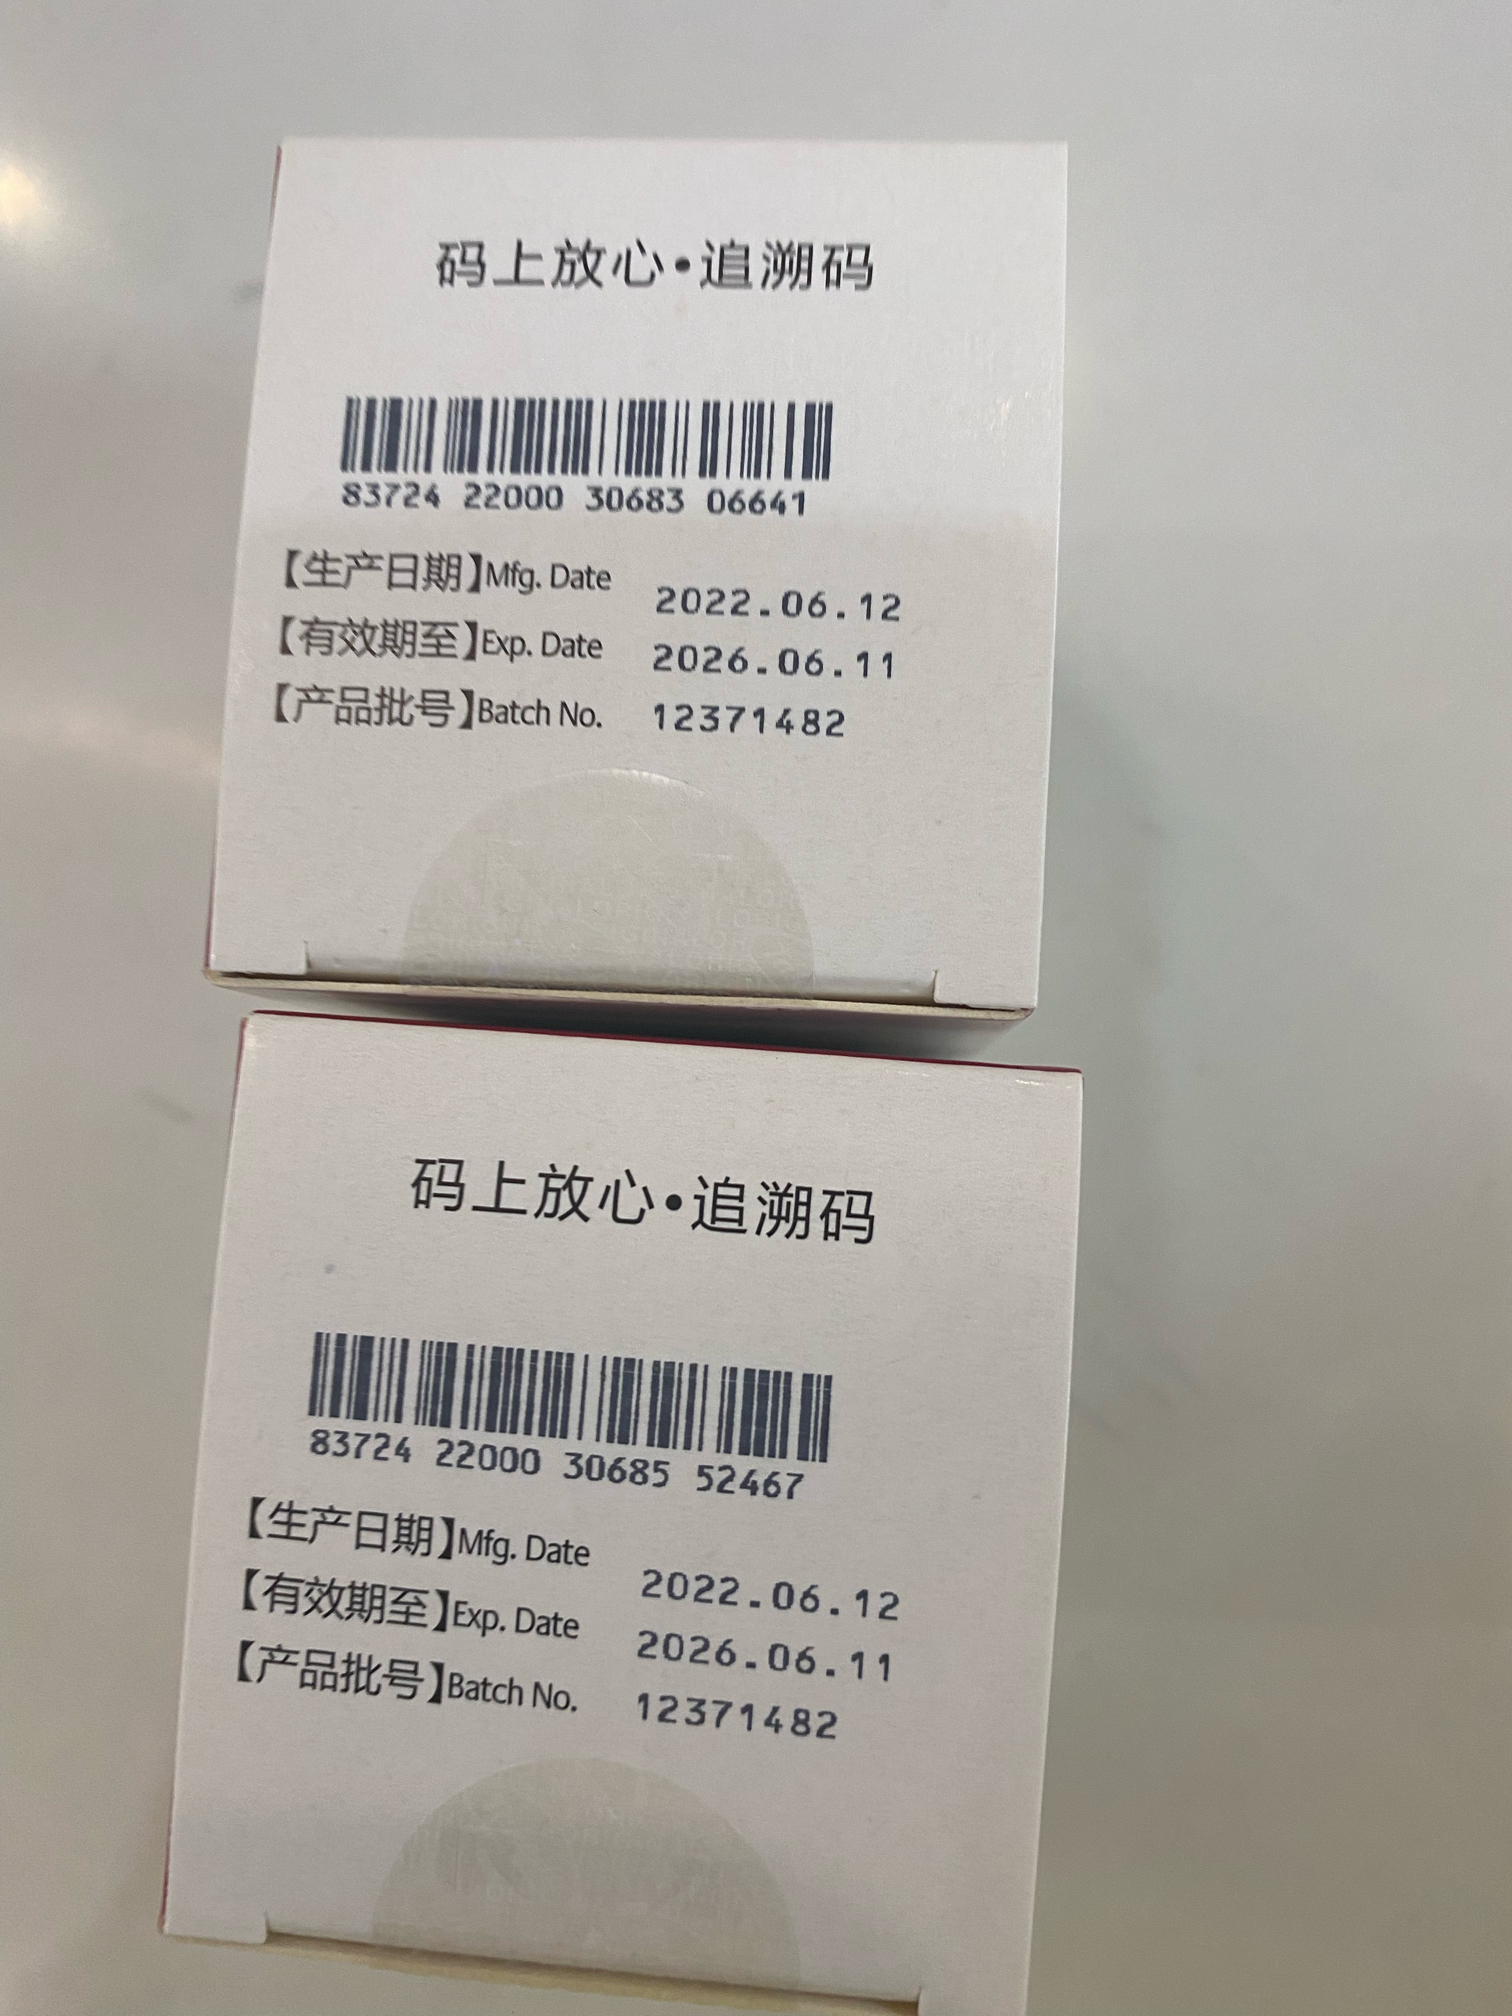 码上放心•追溯码
83724 22000 30683 06641
【生产日期】Mfg. Date 2022.06.12
【有效期至】Exp. Date 2026.06.11
【产品批号】Batch No. 12371482
码上放心•追溯码
83724 22000 30685 52467
【生产日期】Mfg. Date 2022.06.12
【有效期至】Exp. Date 2026.06.11
【产品批号】Batch No. 12371482